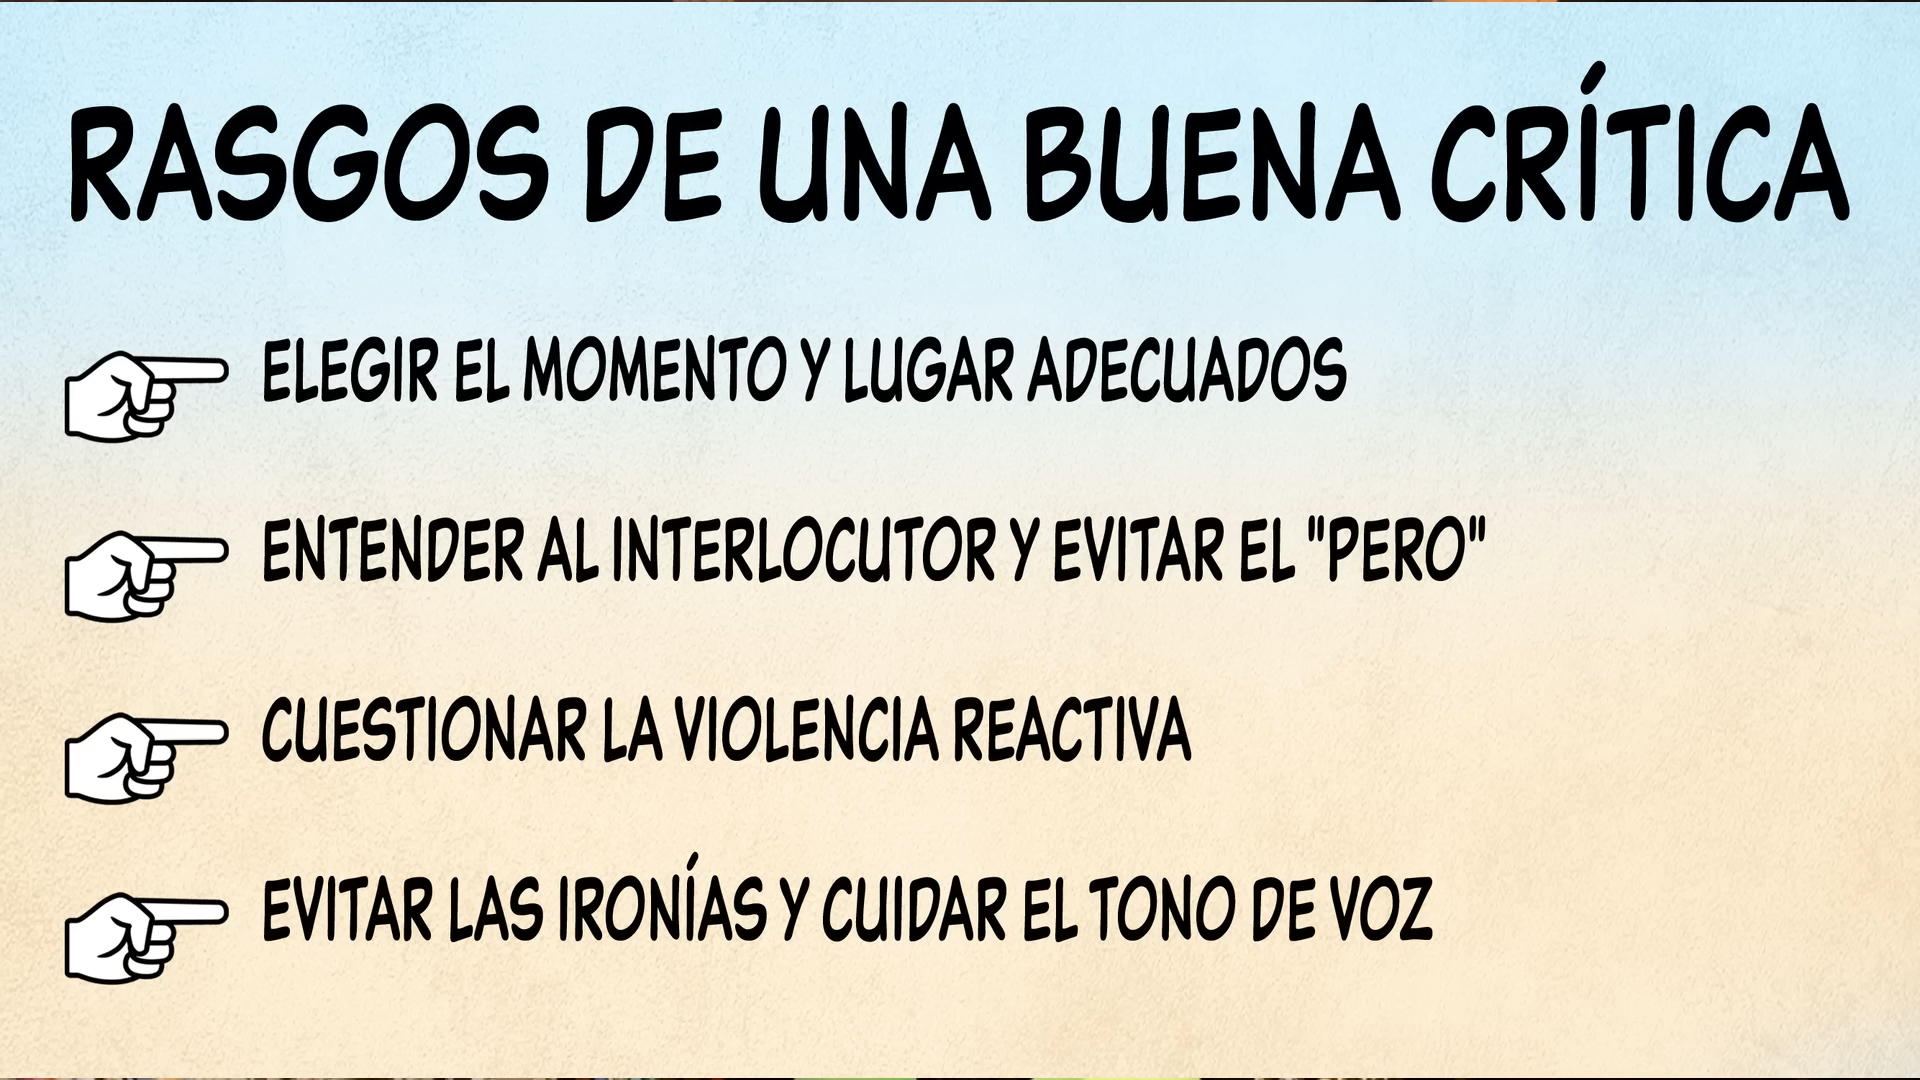 RASGOS DE UNA BUENA CRÍTICA
ELEGIR EL MOMENTO Y LUGAR ADECUADOS
ENTENDER AL INTERLOCUTOR Y EVITAR EL "PERO"
CUESTIONAR LA VIOLENCIA REACTIVA
EVITAR LAS IRONÍAS Y CUIDAR EL TONO DE VOZ